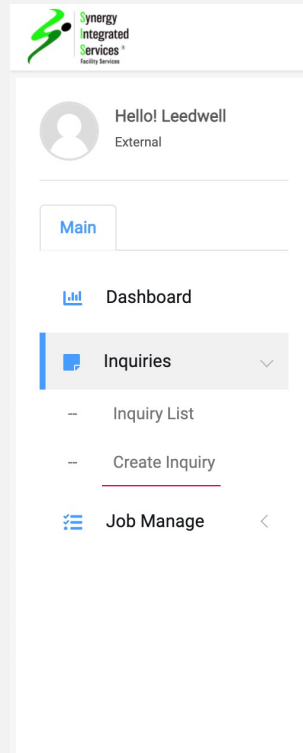 Synergy
Integrated
Services ®
Facility Services
Hello! Leedwell
External
Main
Dashboard
Inquiries
-- Inquiry List
-- Create Inquiry
Job Manage